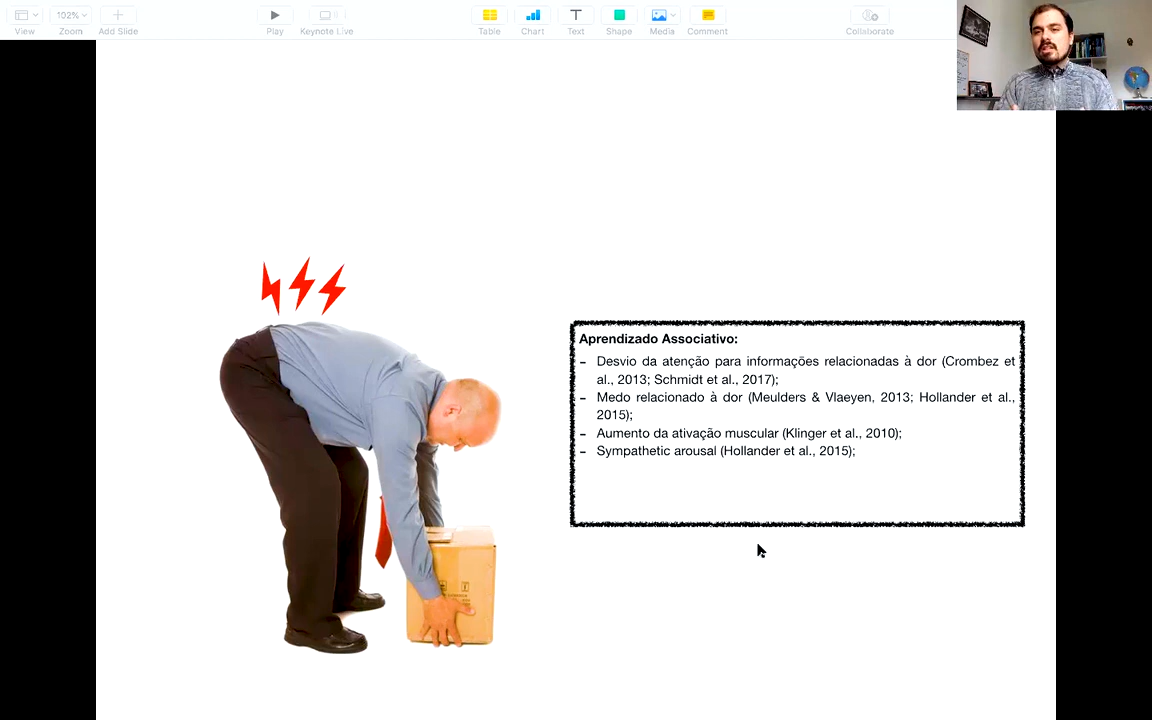 102%
View
Zoom
Add Slide
Play
Keynote Live
Table
Chart
Text
Shape
Media
Comment
Collaborate
Aprendizado Associativo:
- Desvio da atenção para informações relacionadas à dor (Crombez et
al., 2013; Schmidt et al., 2017);
- Medo relacionado à dor (Meulders & Vlaeyen, 2013; Hollander et al.,
2015);
- Aumento da ativação muscular (Klinger et al., 2010);
- Sympathetic arousal (Hollander et al., 2015);